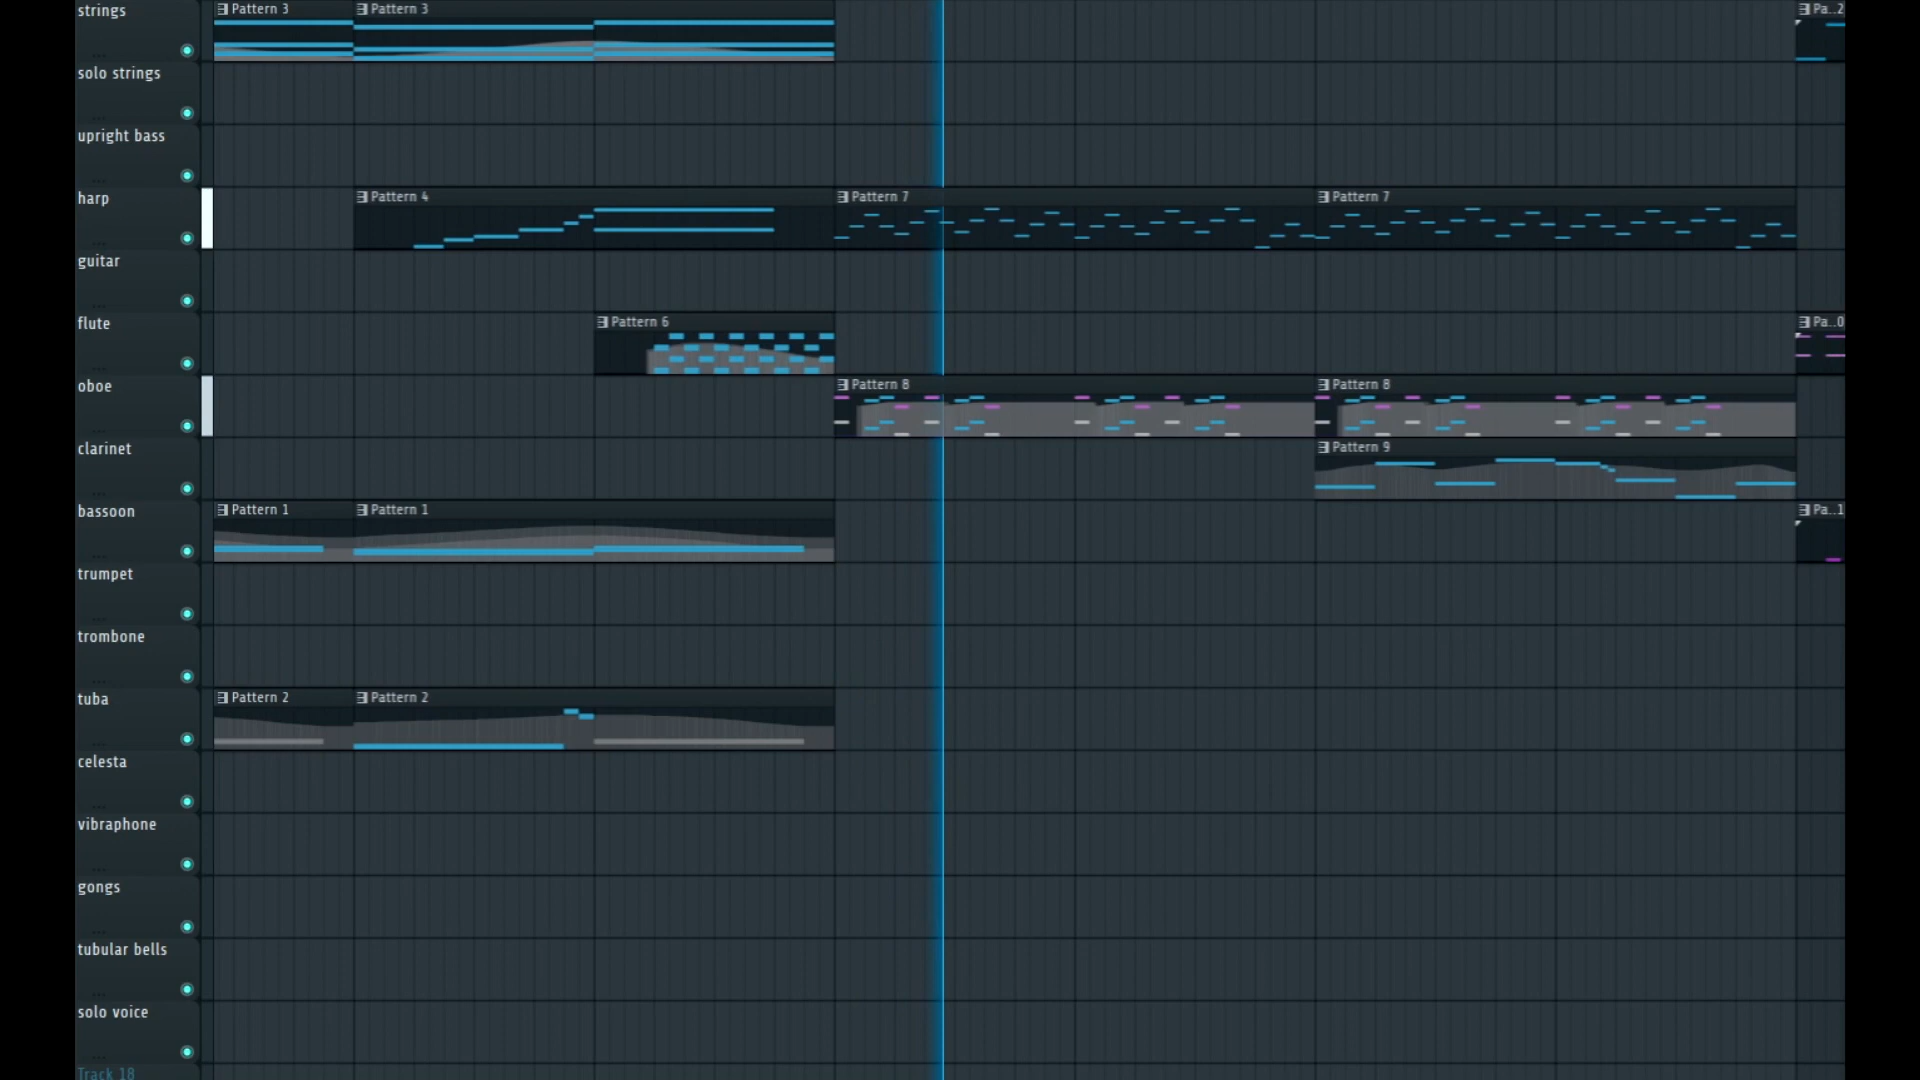 strings Pattern 3 Pattern 3 Pa..2
solo strings
upright bass
harp Pattern 4 Pattern 7 Pattern 7
guitar
flute Pattern 6 Pa..0
oboe Pattern 8 Pattern 8
clarinet Pattern 9
bassoon Pattern 1 Pattern 1 Pa..1
trumpet
trombone
tuba Pattern 2 Pattern 2
celesta
vibraphone
gongs
tubular bells
solo voice
Track 18